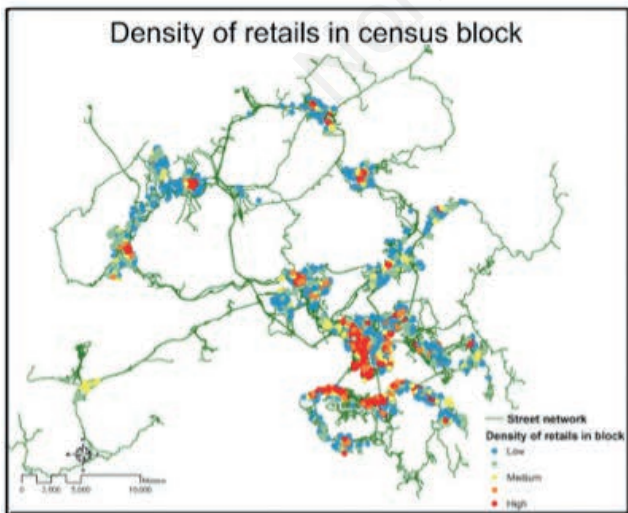 Density of retails in census block
Street network
Density of retails in block
Low
Medium
High
0 2,500 5,000 10,000